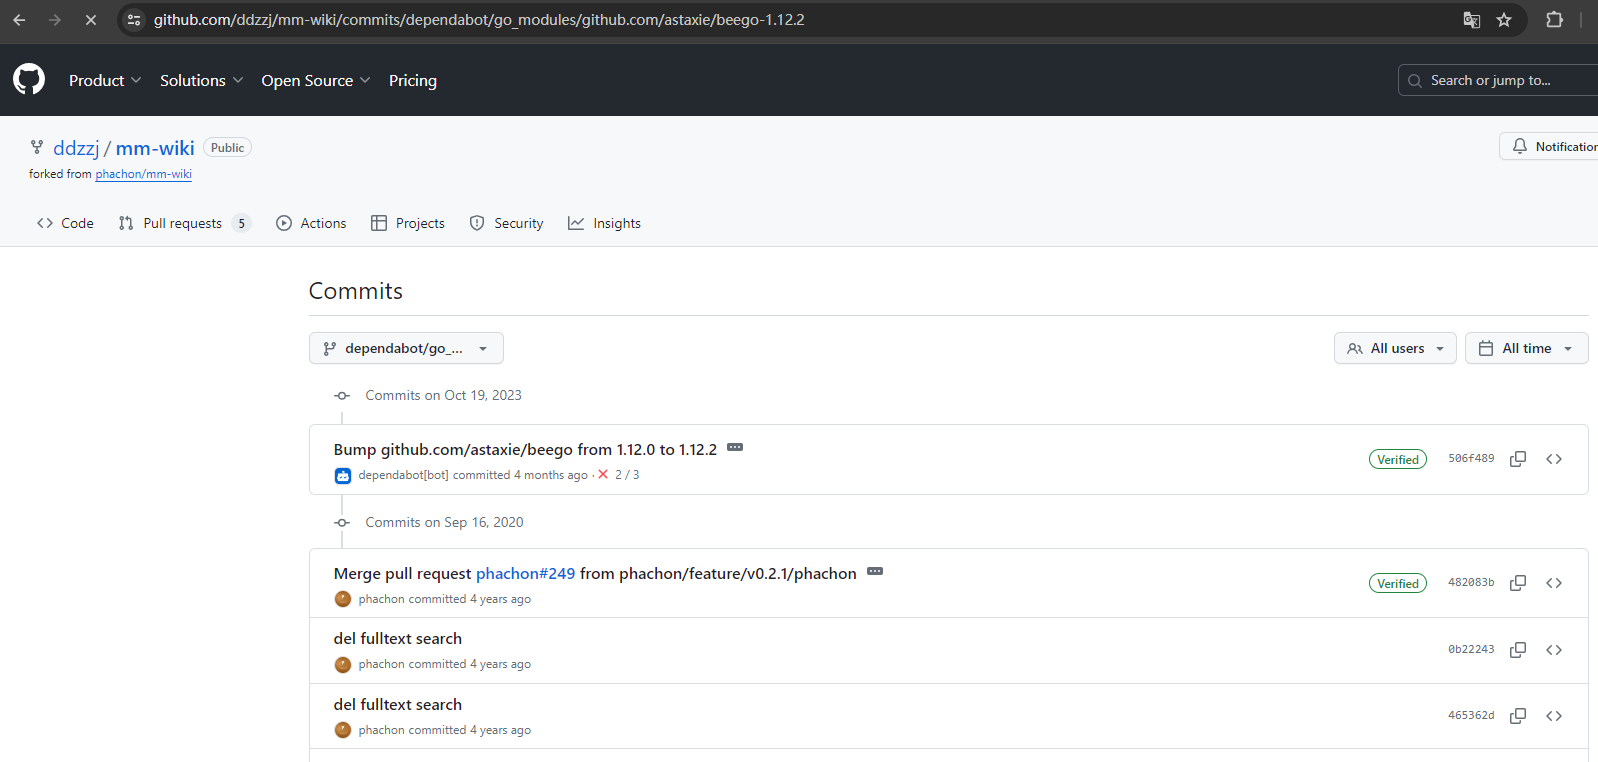 github.com/ddzzj/mm-wiki/commits/dependabot/go_modules/github.com/astaxie/beego-1.12.2
Product Solutions Open Source Pricing Search or jump to...
ddzzj / mm-wiki Public Notification
forked from phachon/mm-wiki
Code Pull requests 5 Actions Projects Security Insights
Commits
dependabot/go_... All users All time
Commits on Oct 19, 2023
Bump github.com/astaxie/beego from 1.12.0 to 1.12.2
Verified 506f489
dependabot[bot] committed 4 months ago · 2 / 3
Commits on Sep 16, 2020
Merge pull request phachon#249 from phachon/feature/v0.2.1/phachon
Verified 482083b
phachon committed 4 years ago
del fulltext search
0b22243
phachon committed 4 years ago
del fulltext search
465362d
phachon committed 4 years ago